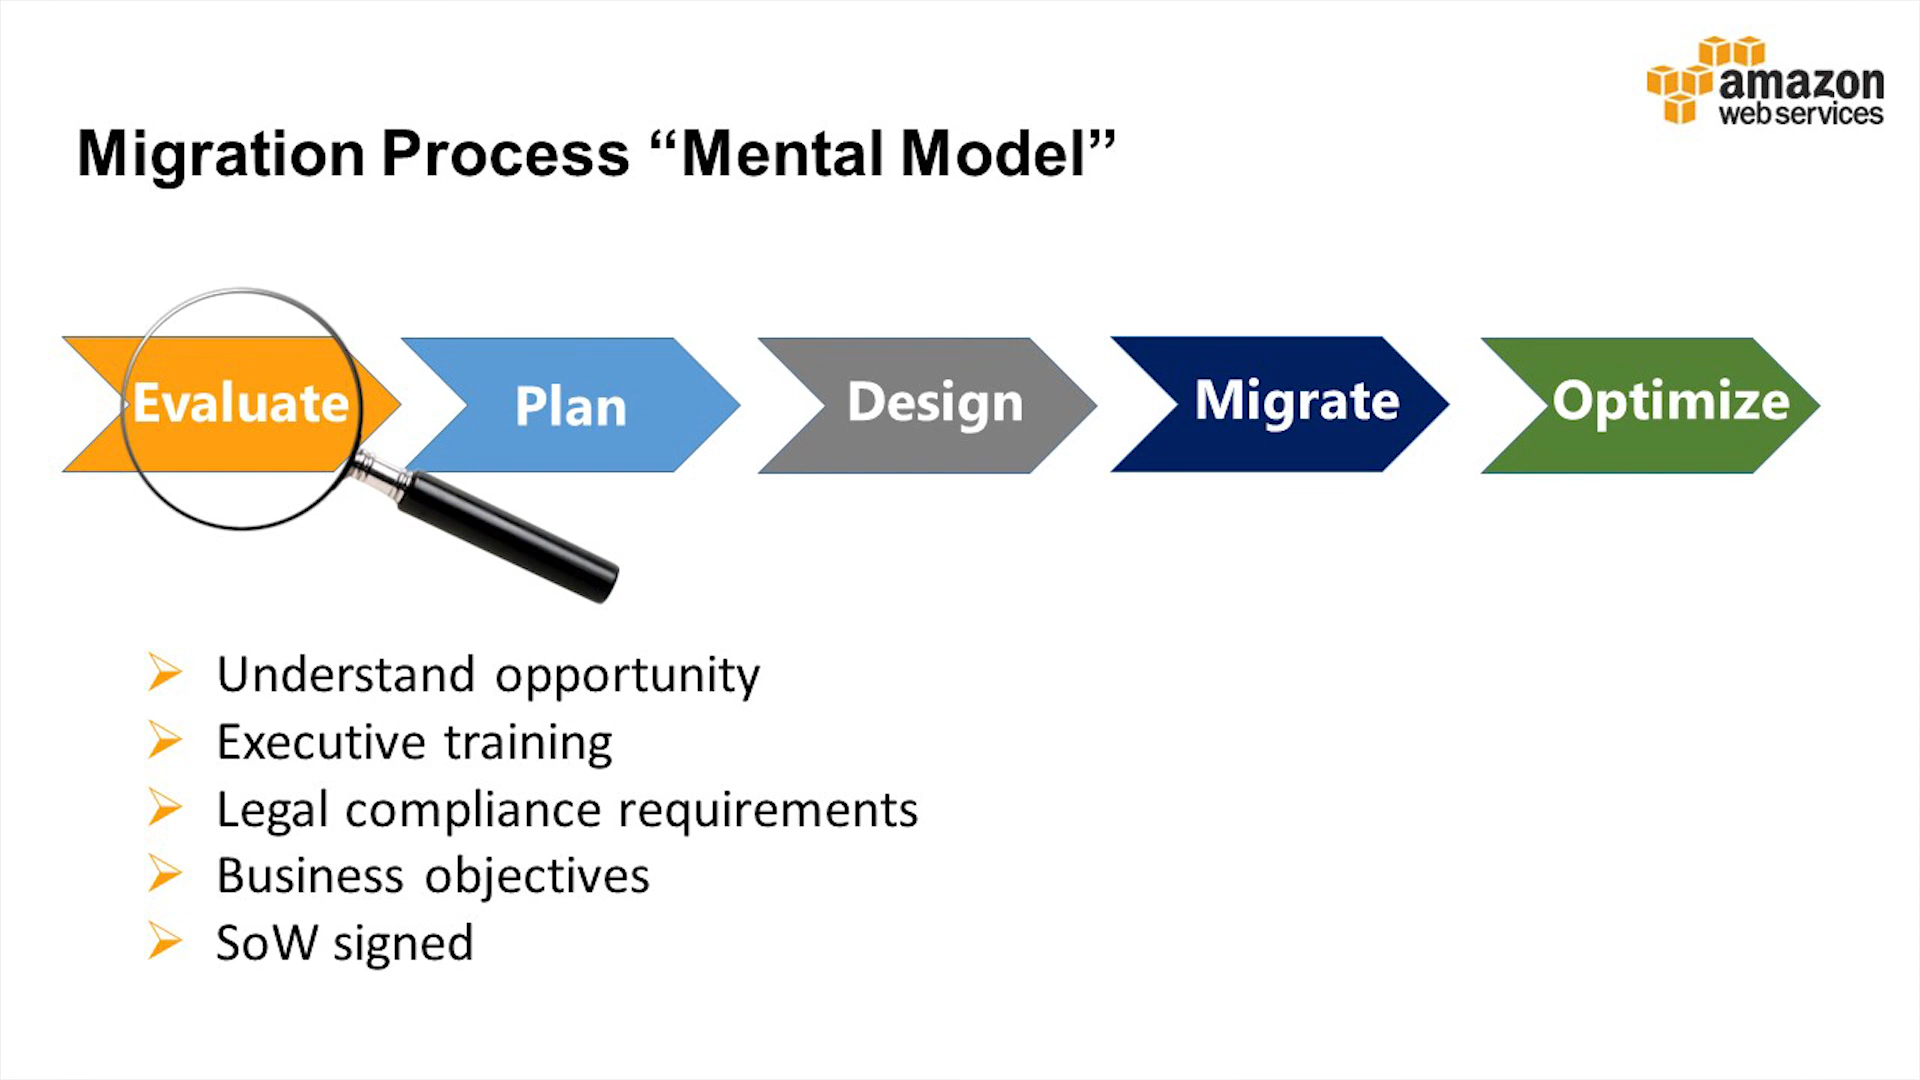 amazon
web services
Migration Process “Mental Model”
Evaluate
Plan
Design
Migrate
Optimize
Understand opportunity
Executive training
Legal compliance requirements
Business objectives
SoW signed